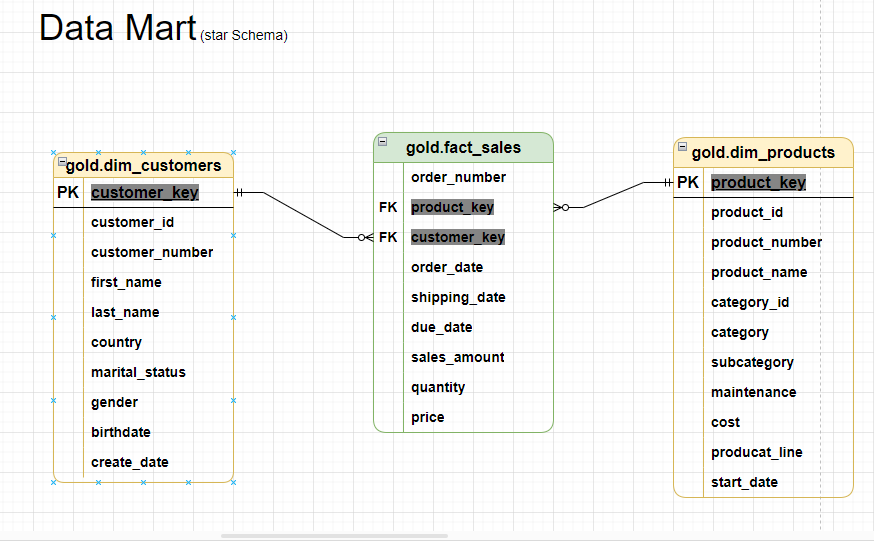 Data Mart (star Schema)
gold.dim_customers
PK customer_key
customer_id
customer_number
first_name
last_name
country
marital_status
gender
birthdate
create_date
gold.fact_sales
order_number
FK product_key
FK customer_key
order_date
shipping_date
due_date
sales_amount
quantity
price
gold.dim_products
PK product_key
product_id
product_number
product_name
category_id
category
subcategory
maintenance
cost
producat_line
start_date